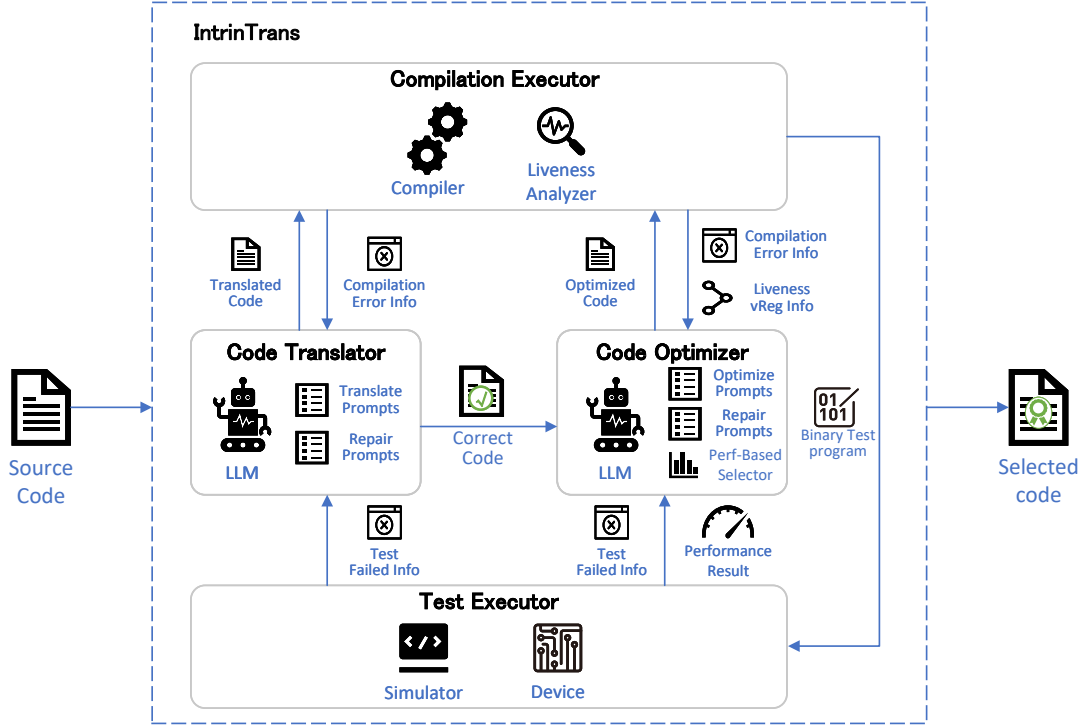 IntrinTrans
Compilation Executor
Compiler
Liveness
Analyzer
Translated
Code
Compilation
Error Info
Optimized
Code
Compilation
Error Info
Liveness
vReg Info
Code Translator
LLM
Translate
Prompts
Repair
Prompts
Correct
Code
Code Optimizer
LLM
Optimize
Prompts
Repair
Prompts
Perf-Based
Selector
01
101
Binary Test
program
Source
Code
Selected
code
Test
Failed Info
Test
Failed Info
Performance
Result
Test Executor
</>
Simulator
Device